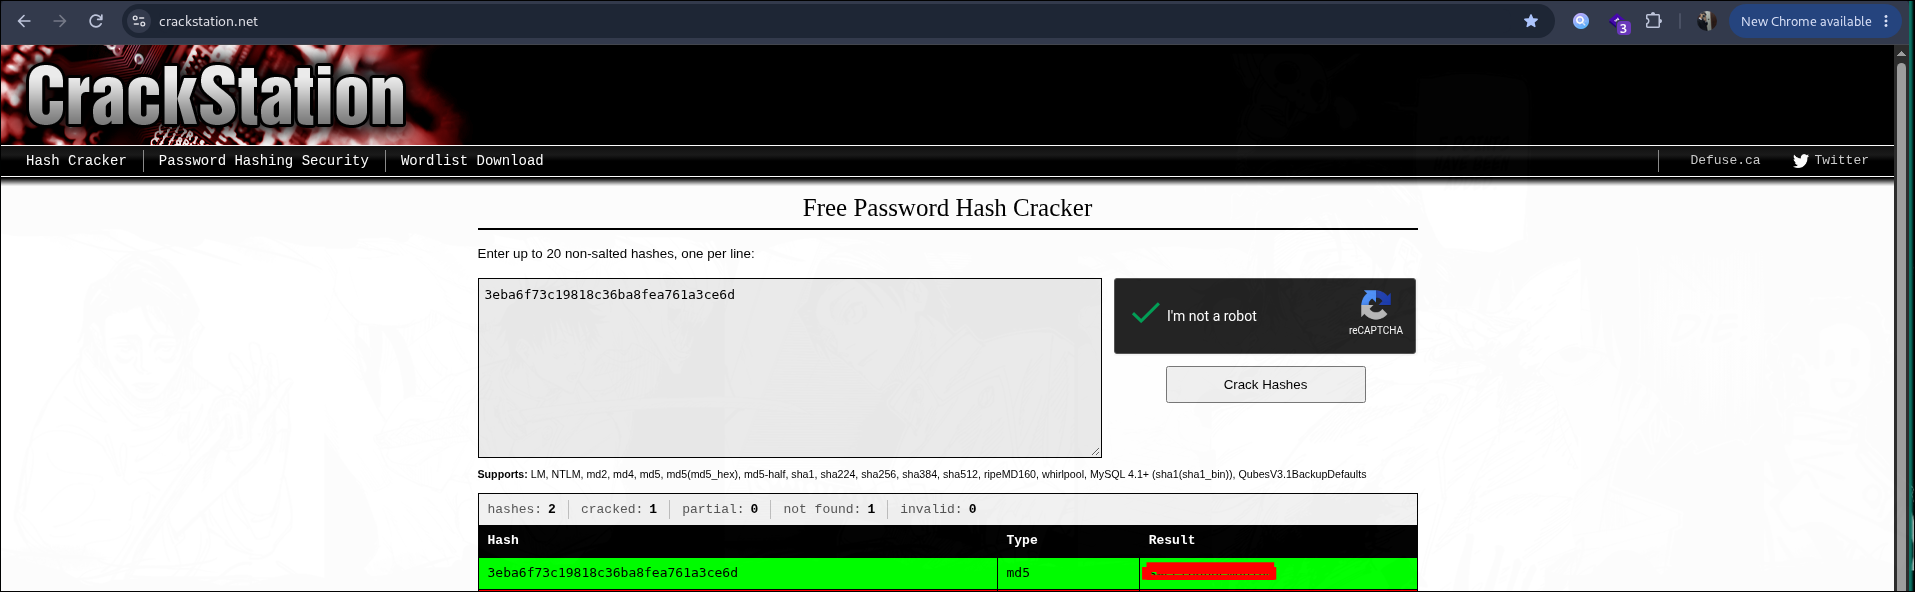 crackstation.net
3
New Chrome available
CrackStation
Hash Cracker Password Hashing Security Wordlist Download Defuse.ca Twitter
Free Password Hash Cracker
Enter up to 20 non-salted hashes, one per line:
3eba6f73c19818c36ba8fea761a3ce6d
I'm not a robot
reCAPTCHA
Crack Hashes
Supports: LM, NTLM, md2, md4, md5, md5(md5_hex), md5-half, sha1, sha224, sha256, sha384, sha512, ripeMD160, whirlpool, MySQL 4.1+ (sha1(sha1_bin)), QubesV3.1BackupDefaults
hashes: 2 cracked: 1 partial: 0 not found: 1 invalid: 0
Hash Type Result
3eba6f73c19818c36ba8fea761a3ce6d md5